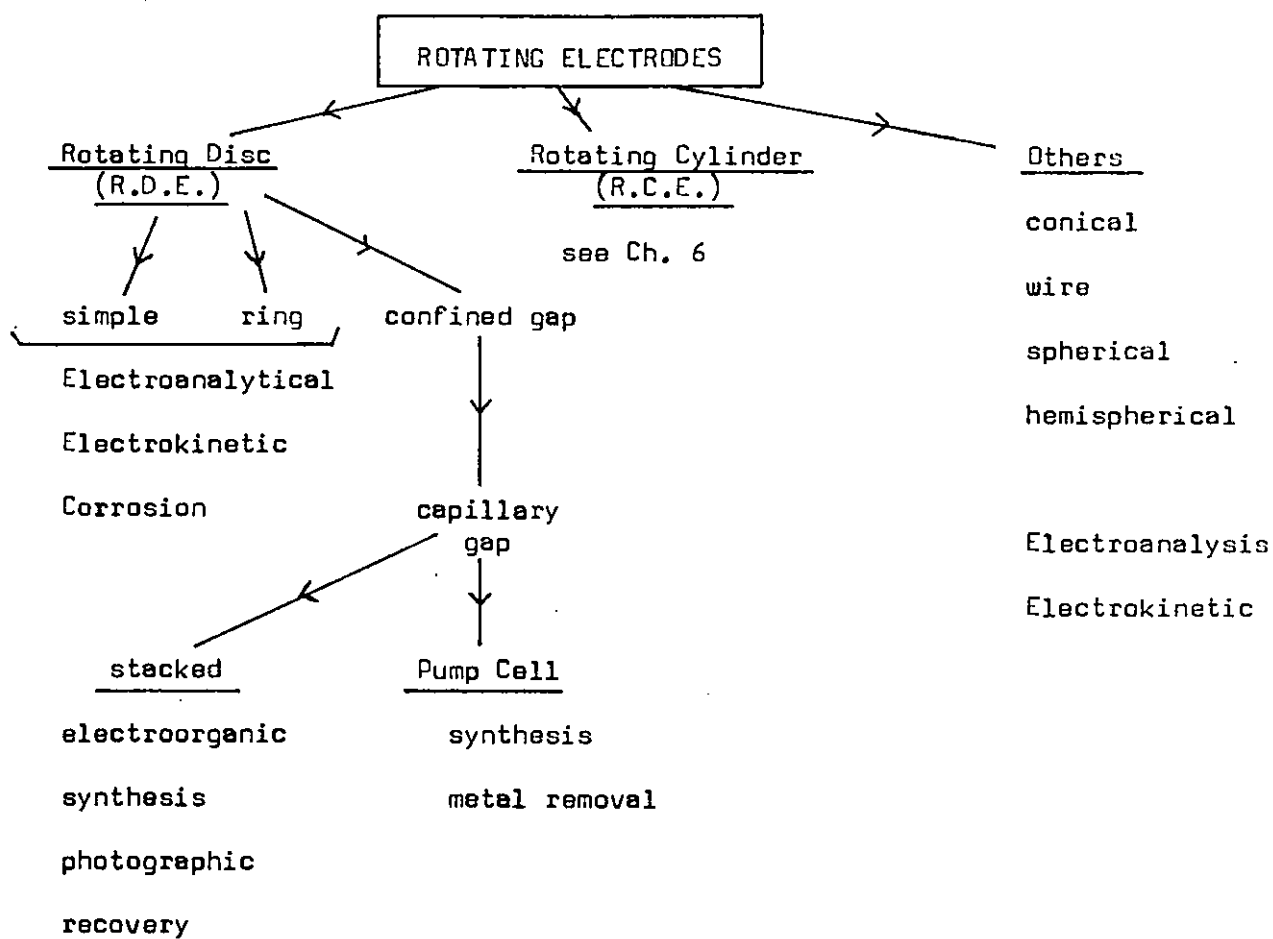 ROTATING ELECTRODES
Rotating Disc
(R.D.E.)
Rotating Cylinder
(R.C.E.)
see Ch. 6
Others
conical
wire
spherical
hemispherical
Electroanalysis
Electrokinetic
simple
ring
confined gap
Electroanalytical
Electrokinetic
Corrosion
capillary
gap
stacked
electroorganic
synthesis
photographic
recovery
Pump Cell
synthesis
metal removal